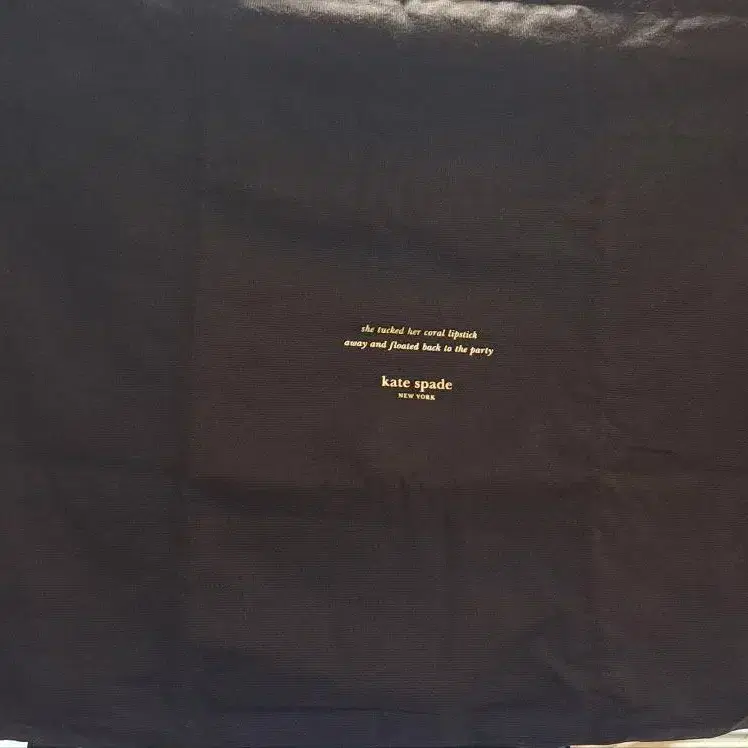 she tucked her coral lipstick
away and floated back to the party
kate spade
NEW YORK